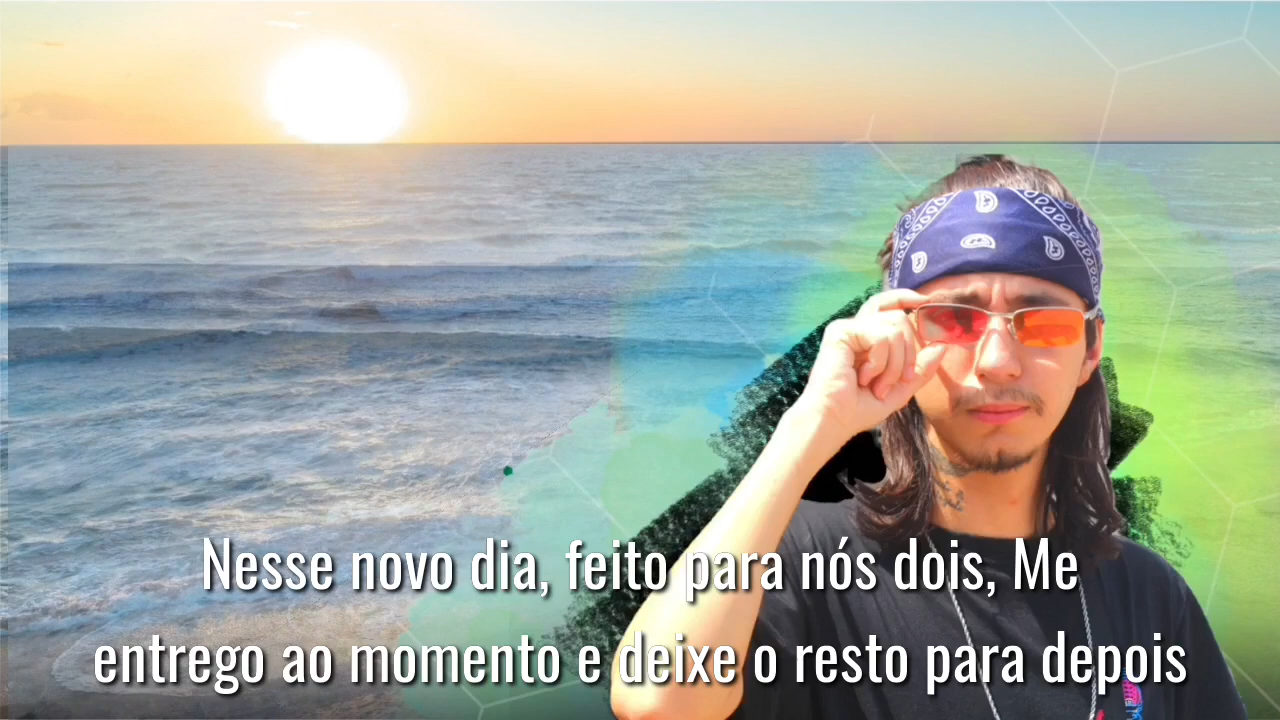 Nesse novo dia, feito para nós dois, Me
entrego ao momento e deixe o resto para depois